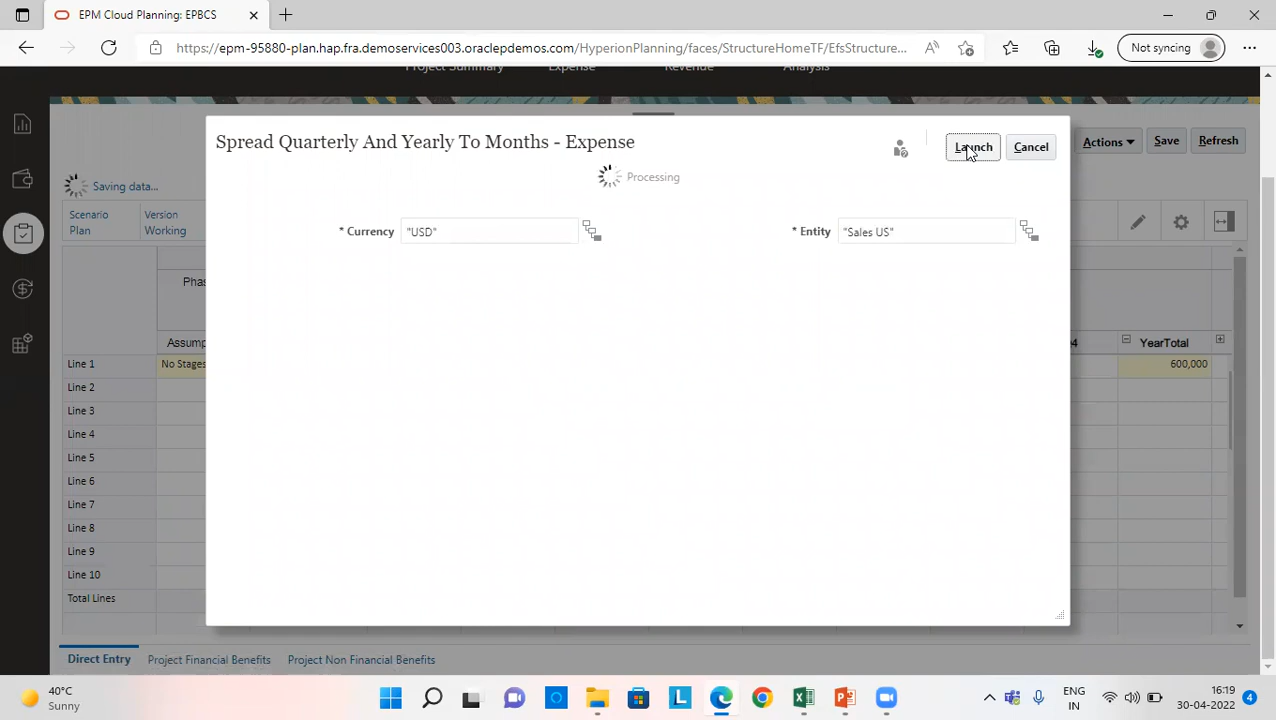 EPM Cloud Planning: EPBCS
https://epm-95880-plan.hap.fra.demoservices003.oraclepdemos.com/HyperionPlanning/faces/StructureHomeTF/EfsStructure...
Not syncing
Project Summary Expense Revenue Analysis
Spread Quarterly And Yearly To Months - Expense
Launch Cancel
Actions Save Refresh
Processing
Saving data...
Scenario Version
Plan Working
* Currency "USD" * Entity "Sales US"
Phas
Assump 4 YearTotal
Line 1 No Stages 600,000
Line 2
Line 3
Line 4
Line 5
Line 6
Line 7
Line 8
Line 9
Line 10
Total Lines
Direct Entry Project Financial Benefits Project Non Financial Benefits
40°C
Sunny
ENG
IN
16:19
30-04-2022
4